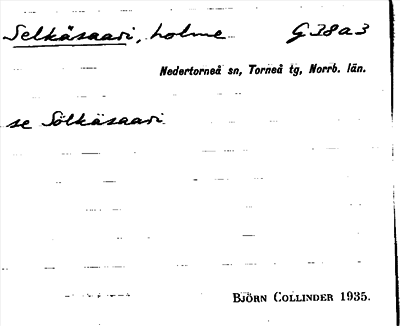 Selkäsaari, holme G 38 a 3
Nedertorneå sn, Torneå tg, Norrb. län.
se Sölkäsaari
BJÖRN COLLINDER 1935.